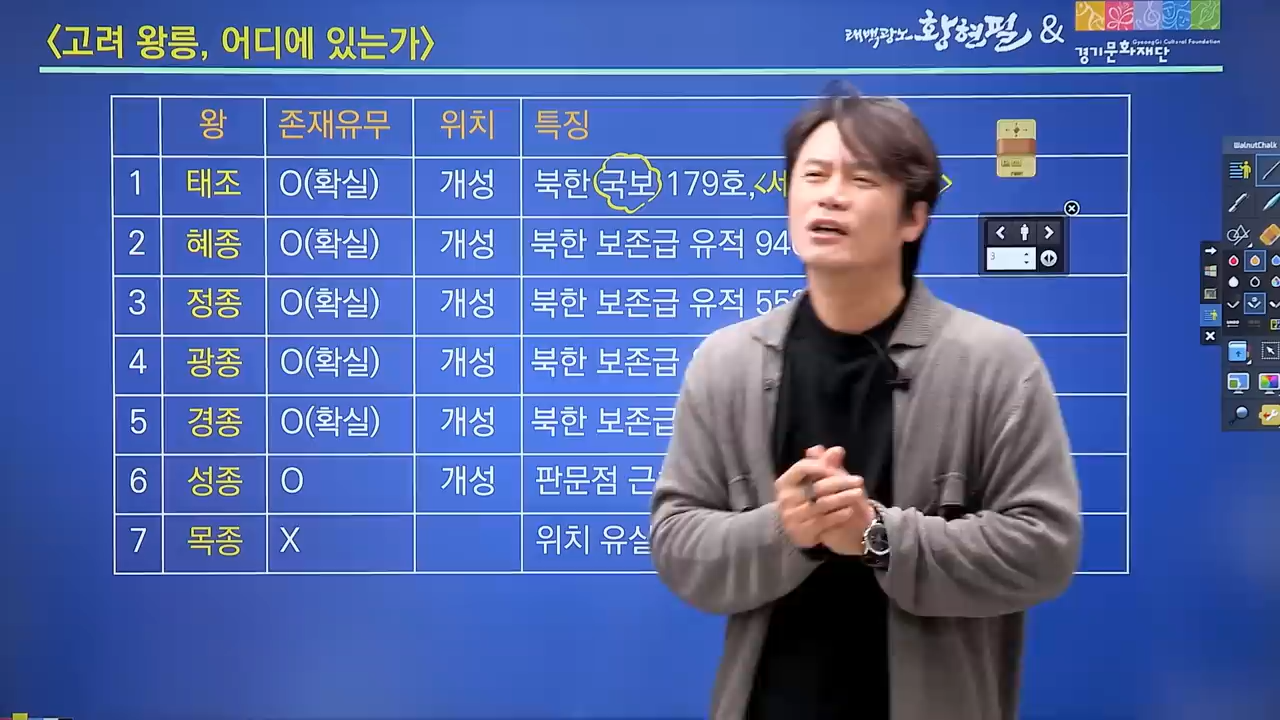 <고려 왕릉, 어디에 있는가>
태백광노 황현필 &
GyeongGi Cultural Foundation
경기문화재단
왕 존재유무 위치 특징
1 태조 O(확실) 개성 북한 국보 179호,<세
2 혜종 O(확실) 개성 북한 보존급 유적
3 정종 O(확실) 개성 북한 보존급 유적
4 광종 O(확실) 개성 북한 보존급
5 경종 O(확실) 개성 북한 보존급
6 성종 O 개성 판문점
7 목종 X 위치 유실
WalnutChalk
3